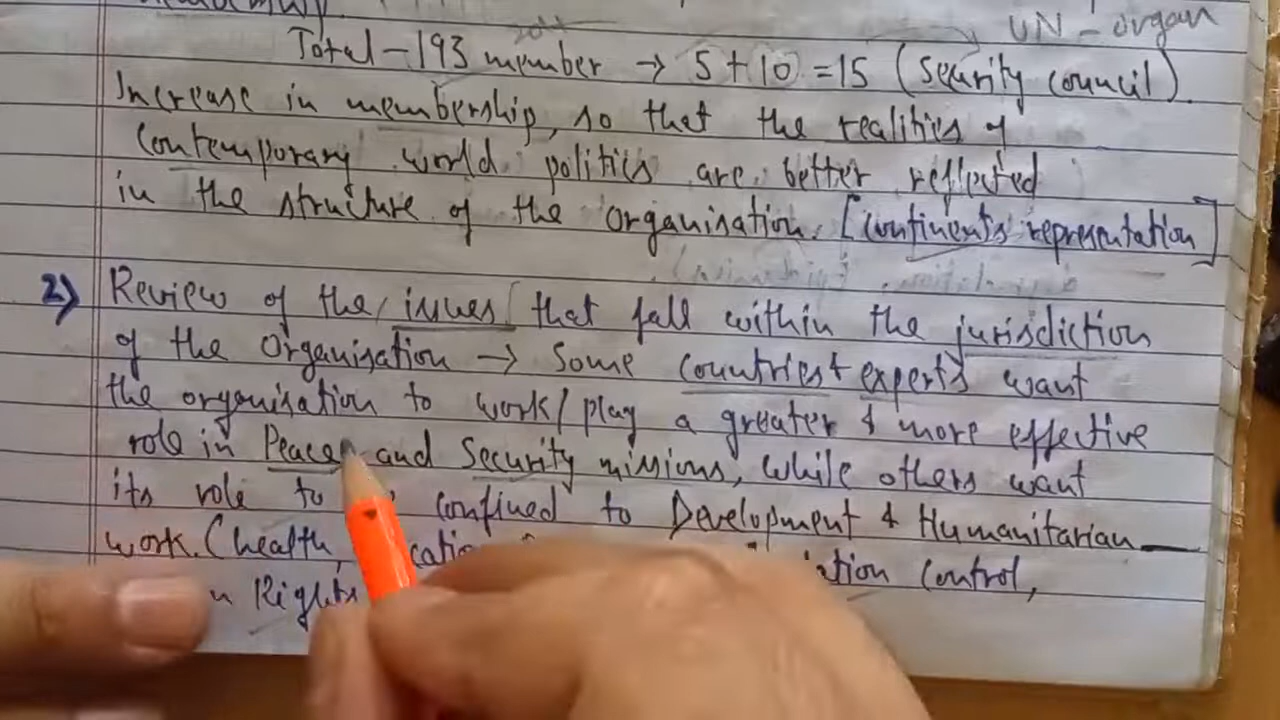 UN - organ
Total - 193 member → 5 + 10 = 15 (Security council).
Increase in membership, so that the realities of
contemporary world politics are better reflected
in the structure of the organisation. [continents representation]
2) Review of the issues that fall within the jurisdiction
of the organisation → Some countries & experts want
the organisation to work/play a greater & more effective
role in Peace and Security missions, while others want
its role to confined to Development & Humanitarian
work. (health,
Rights control,